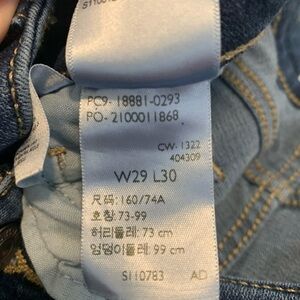 PC9- 18881-0293
PO- 2100011868
CW- 1322
404309
W29 L30
尺码: 160/74A
호칭: 73-99
허리둘레: 73 cm
엉덩이둘레: 99 cm
S110783 AD